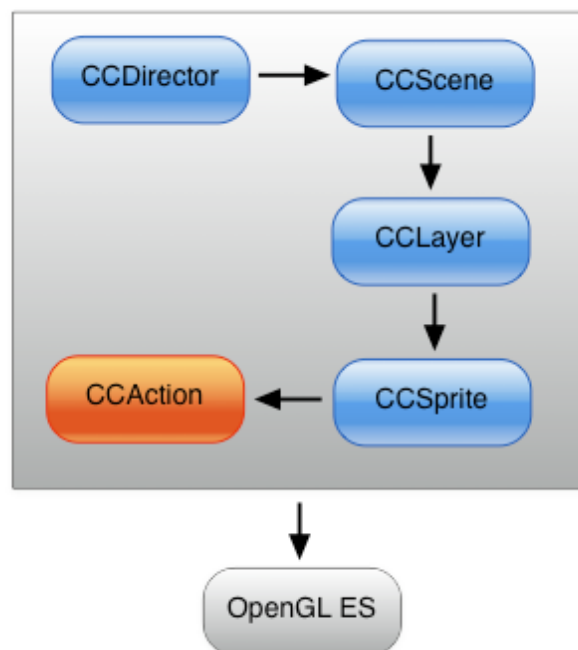 CCDirector
CCScene
CCLayer
CCAction
CCSprite
OpenGL ES